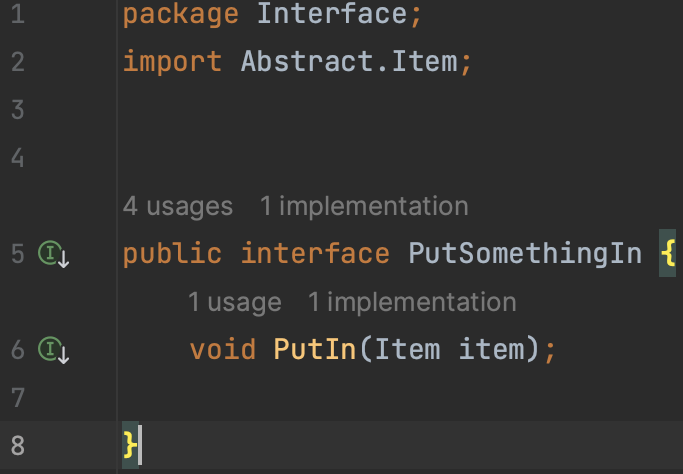 1 package Interface;
2 import Abstract.Item;
3
4
4 usages 1 implementation
5 public interface PutSomethingIn {
1 usage 1 implementation
6 void PutIn(Item item);
7
8 }